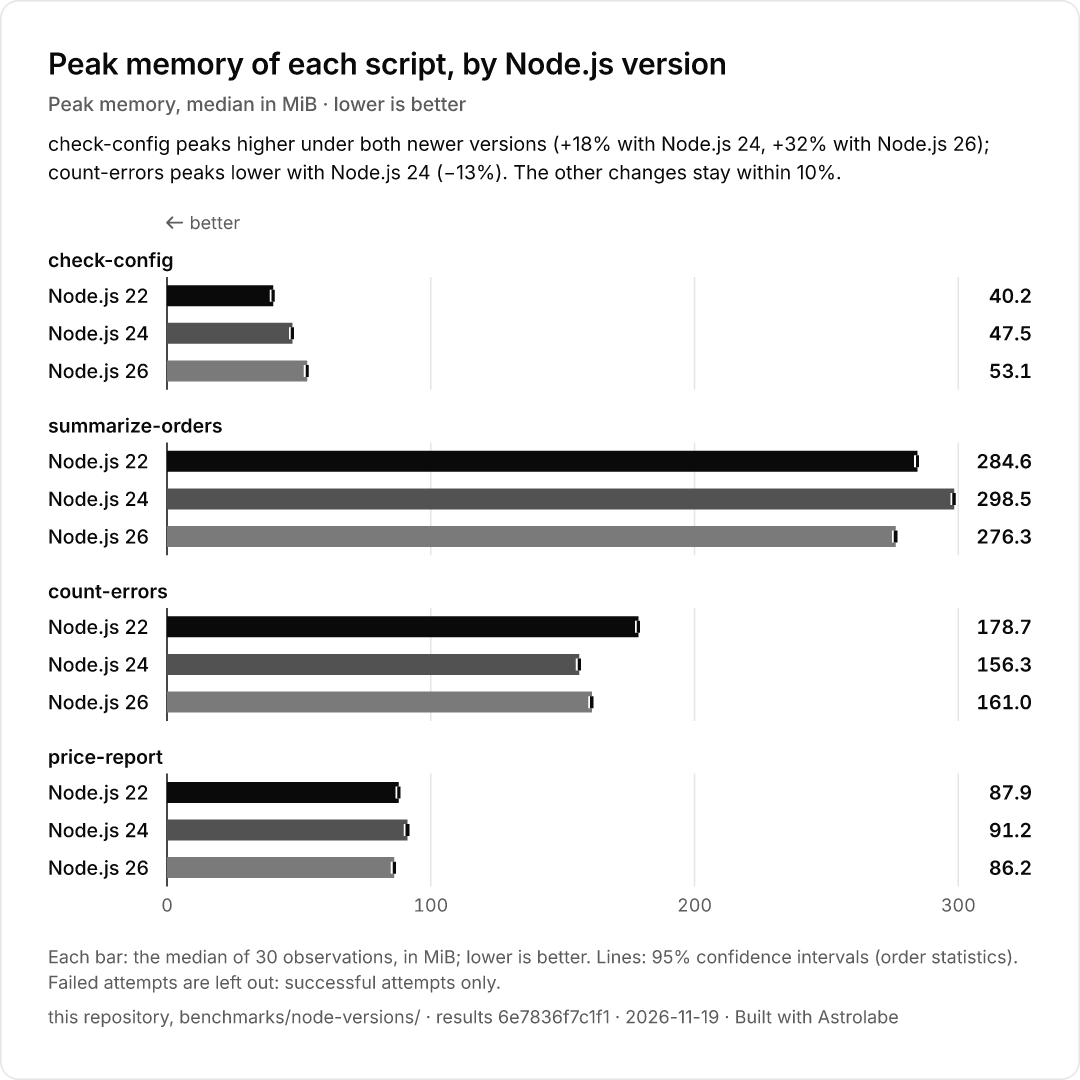 Peak memory of each script, by Node.js version
Peak memory, median in MiB · lower is better
check-config peaks higher under both newer versions (+18% with Node.js 24, +32% with Node.js 26);
count-errors peaks lower with Node.js 24 (−13%). The other changes stay within 10%.
← better
check-config
Node.js 22 40.2
Node.js 24 47.5
Node.js 26 53.1
summarize-orders
Node.js 22 284.6
Node.js 24 298.5
Node.js 26 276.3
count-errors
Node.js 22 178.7
Node.js 24 156.3
Node.js 26 161.0
price-report
Node.js 22 87.9
Node.js 24 91.2
Node.js 26 86.2
0 100 200 300
Each bar: the median of 30 observations, in MiB; lower is better. Lines: 95% confidence intervals (order statistics).
Failed attempts are left out: successful attempts only.
this repository, benchmarks/node-versions/ · results 6e7836f7c1f1 · 2026-11-19 · Built with Astrolabe